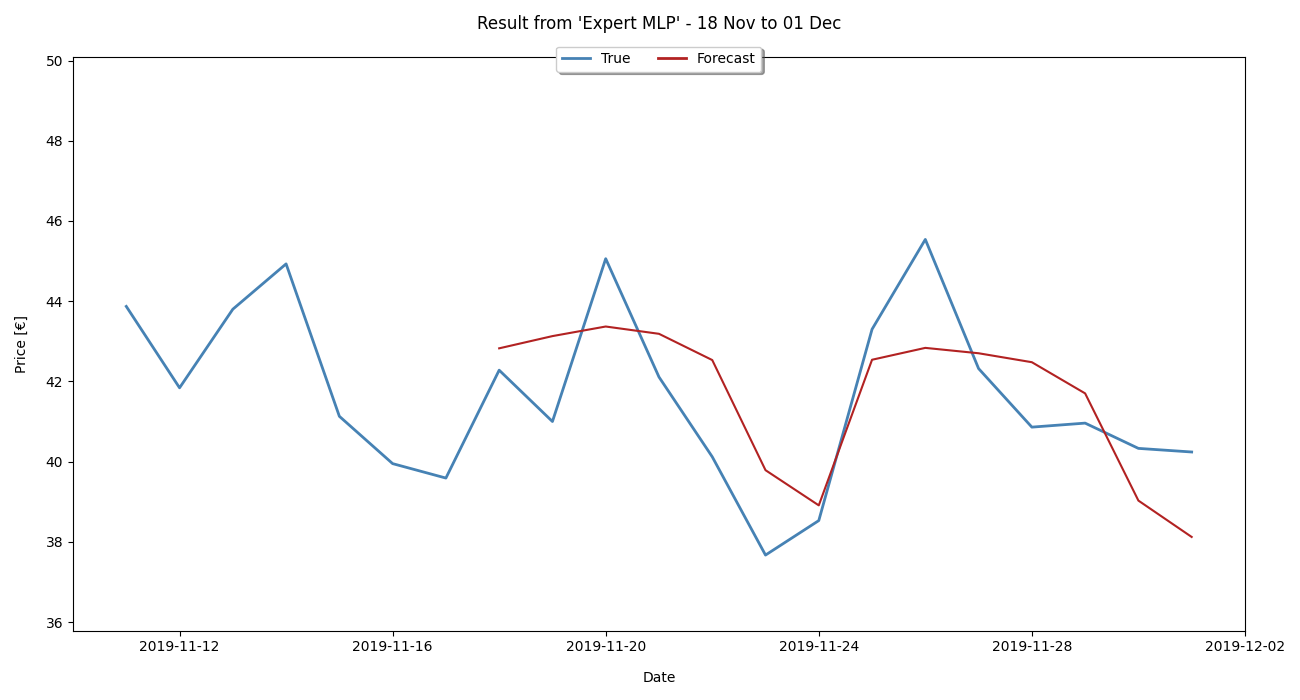 Result from 'Expert MLP' - 18 Nov to 01 Dec
True Forecast
50
48
46
44
42
40
38
36
Price [€]
2019-11-12 2019-11-16 2019-11-20 2019-11-24 2019-11-28 2019-12-02
Date